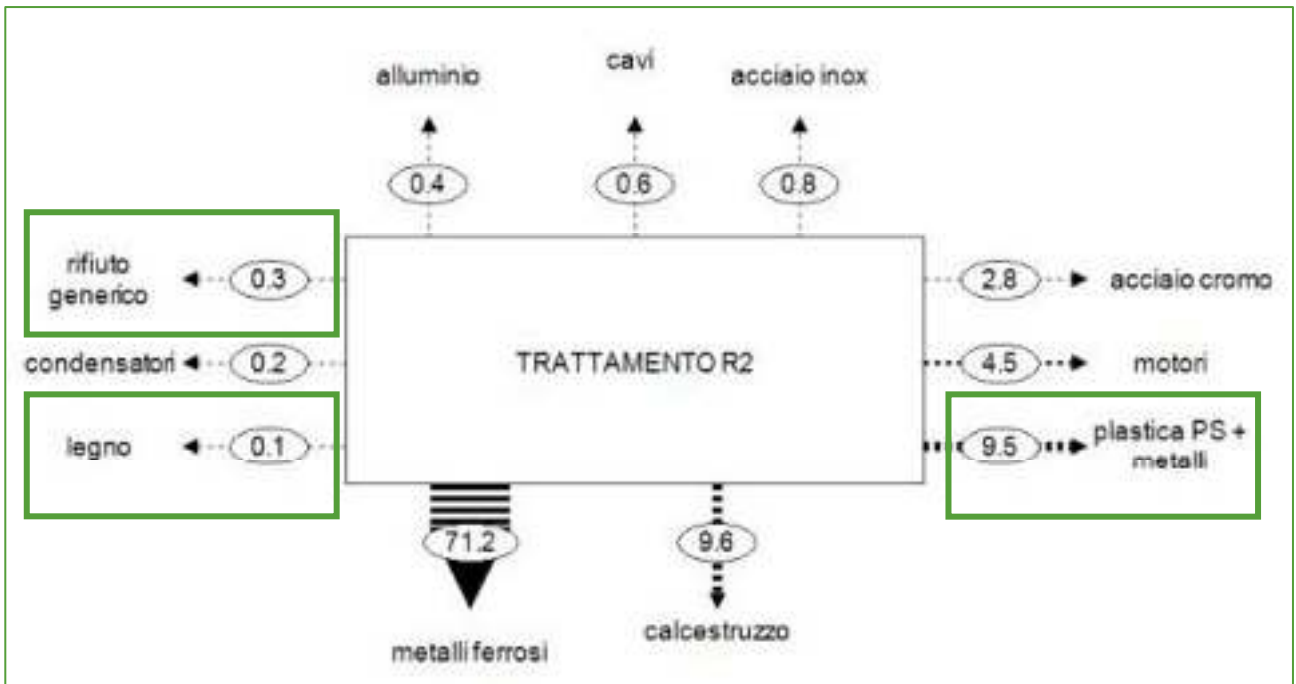 cavi
alluminio
acciaio inox
0.4
0.6
0.8
rifiuto
generico
0.3
2.8
acciaio cromo
condensatori
0.2
TRATTAMENTO R2
4.5
motori
legno
0.1
9.5
plastica PS +
metalli
71.2
9.6
calcestruzzo
metalli ferrosi